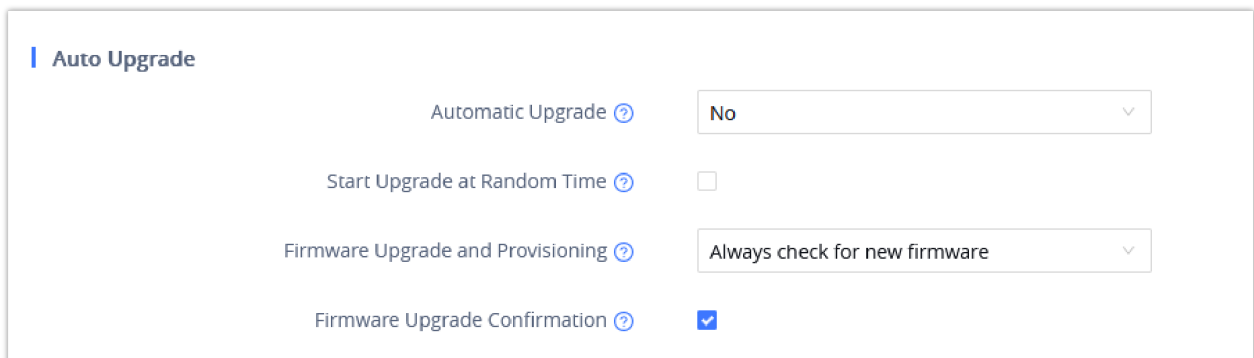 Auto Upgrade
Automatic Upgrade ? No
Start Upgrade at Random Time ?
Firmware Upgrade and Provisioning ? Always check for new firmware
Firmware Upgrade Confirmation ?